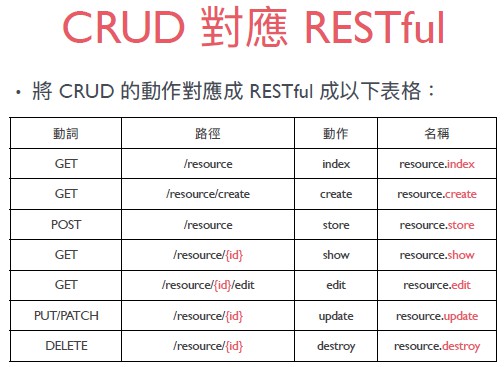 CRUD 對應 RESTful
• 將 CRUD 的動作對應成 RESTful 成以下表格：
動詞 路徑 動作 名稱
GET /resource index resource.index
GET /resource/create create resource.create
POST /resource store resource.store
GET /resource/{id} show resource.show
GET /resource/{id}/edit edit resource.edit
PUT/PATCH /resource/{id} update resource.update
DELETE /resource/{id} destroy resource.destroy